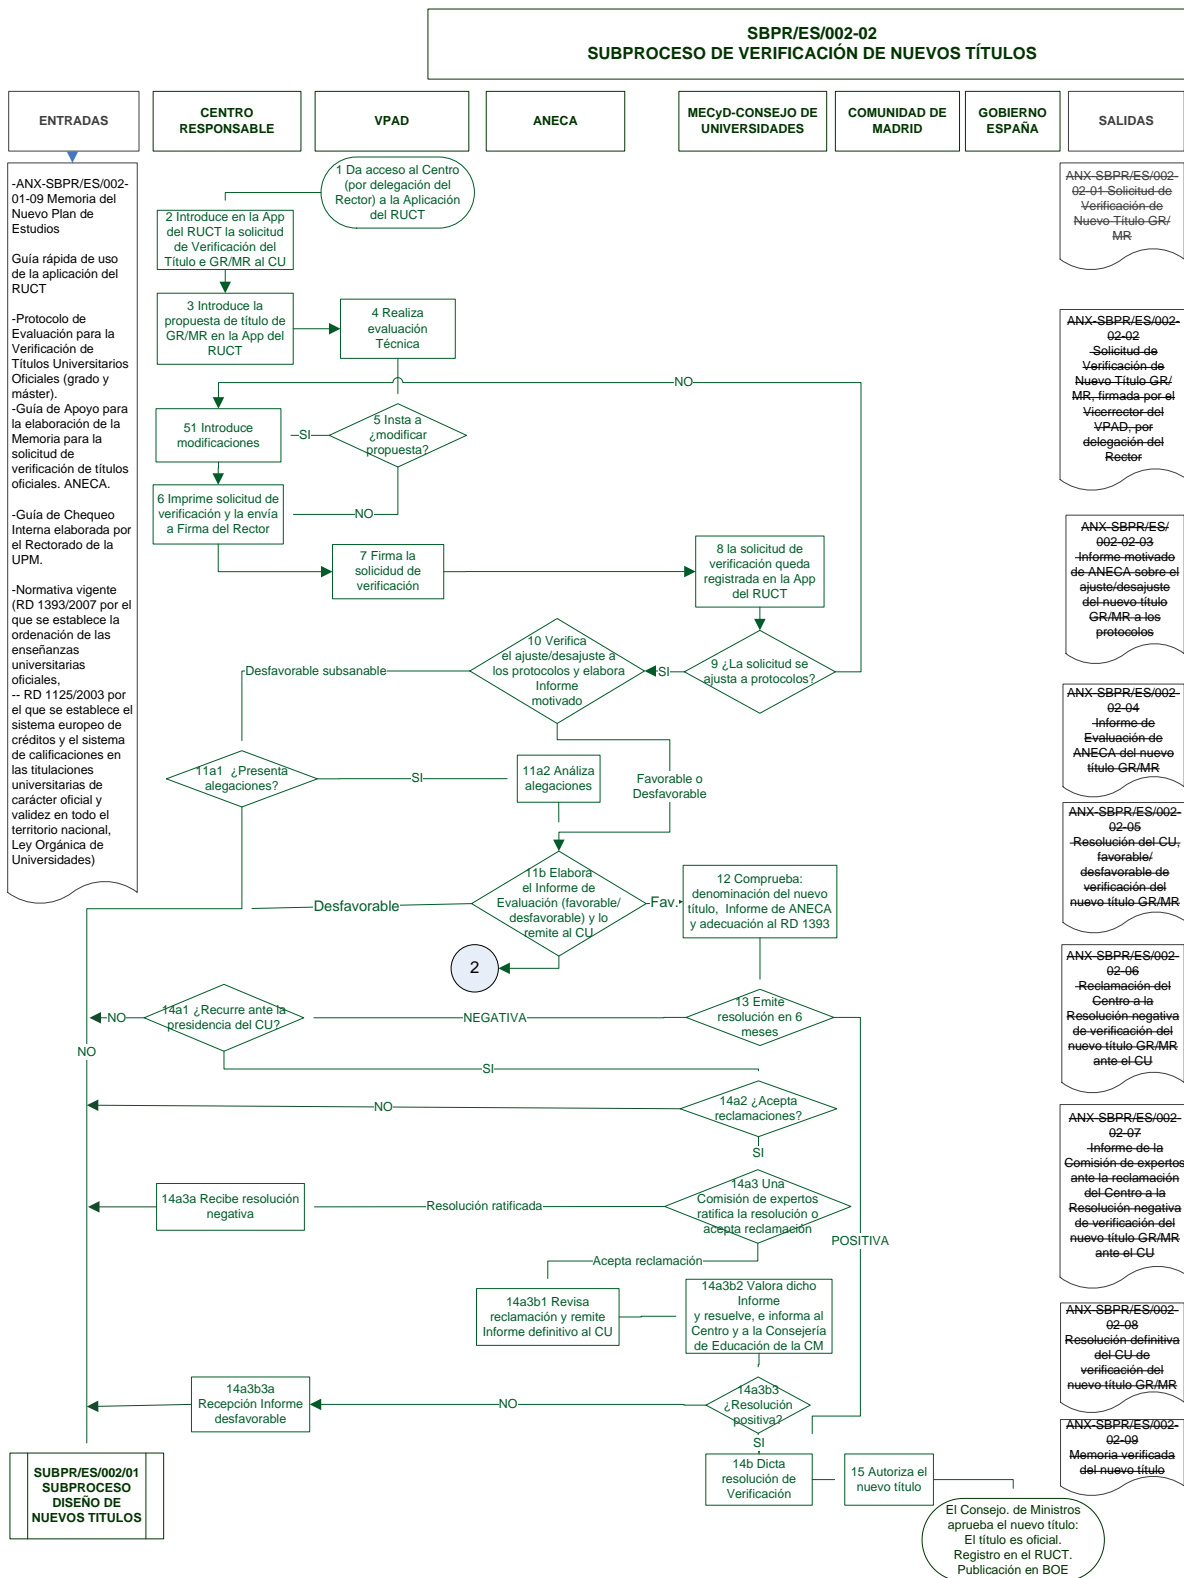 SBPR/ES/002-02
SUBPROCESO DE VERIFICACIÓN DE NUEVOS TÍTULOS
ENTRADAS
CENTRO
RESPONSABLE
VPAD
ANECA
MECyD-CONSEJO DE
UNIVERSIDADES
COMUNIDAD DE
MADRID
GOBIERNO
ESPAÑA
SALIDAS
-ANX-SBPR/ES/002-
01-09 Memoria del
Nuevo Plan de
Estudios
Guía rápida de uso
de la aplicación del
RUCT
-Protocolo de
Evaluación para la
Verificación de
Títulos Universitarios
Oficiales (grado y
máster).
-Guía de Apoyo para
la elaboración de la
Memoria para la
solicitud de
verificación de títulos
oficiales. ANECA.
-Guía de Chequeo
Interna elaborada por
el Rectorado de la
UPM.
-Normativa vigente
(RD 1393/2007 por el
que se establece la
ordenación de las
enseñanzas
universitarias
oficiales,
-- RD 1125/2003 por
el que se establece el
sistema europeo de
créditos y el sistema
de calificaciones en
las titulaciones
universitarias de
carácter oficial y
validez en todo el
territorio nacional,
Ley Orgánica de
Universidades)
1 Da acceso al Centro
(por delegación del
Rector) a la Aplicación
del RUCT
2 Introduce en la App
del RUCT la solicitud
de Verificación del
Título e GR/MR al CU
3 Introduce la
propuesta de título de
GR/MR en la App del
RUCT
4 Realiza
evaluación
Técnica
NO
51 Introduce
modificaciones
SI
5 Insta a
¿modificar
propuesta?
6 Imprime solicitud de
verificación y la envía
a Firma del Rector
NO
7 Firma la
solicidud de
verificación
8 la solicitud de
verificación queda
registrada en la App
del RUCT
10 Verifica
el ajuste/desajuste a
los protocolos y elabora
Informe
motivado
Desfavorable subsanable
SI
9 ¿La solicitud se
ajusta a protocolos?
11a1 ¿Presenta
alegaciones?
SI
11a2 Análiza
alegaciones
Favorable o
Desfavorable
11b Elabora
el Informe de
Evaluación (favorable/
desfavorable) y lo
remite al CU
Desfavorable
Fav.
12 Comprueba:
denominación del nuevo
título, Informe de ANECA
y adecuación al RD 1393
2
14a1 ¿Recurre ante la
presidencia del CU?
NO
NEGATIVA
13 Emite
resolución en 6
meses
NO
SI
14a2 ¿Acepta
reclamaciones?
NO
SI
14a3 Una
Comisión de expertos
ratifica la resolución o
acepta reclamación
14a3a Recibe resolución
negativa
Resolución ratificada
POSITIVA
Acepta reclamación
14a3b1 Revisa
reclamación y remite
Informe definitivo al CU
14a3b2 Valora dicho
Informe
y resuelve, e informa al
Centro y a la Consejería
de Educación de la CM
14a3b3a
Recepción Informe
desfavorable
NO
14a3b3
¿Resolución
positiva?
SI
14b Dicta
resolución de
Verificación
15 Autoriza el
nuevo título
El Consejo. de Ministros
aprueba el nuevo título:
El título es oficial.
Registro en el RUCT.
Publicación en BOE
SUBPR/ES/002/01
SUBPROCESO
DISEÑO DE
NUEVOS TITULOS
ANX-SBPR/ES/002-
02-01 Solicitud de
Verificación de
Nuevo Título GR/
MR
ANX-SBPR/ES/002-
02-02
Solicitud de
Verificación de
Nuevo Título GR/
MR, firmada por el
Vicerrector del
VPAD, por
delegación del
Rector
ANX-SBPR/ES/
002-02-03
Informe motivado
de ANECA sobre el
ajuste/desajuste
del nuevo título
GR/MR a los
protocolos
ANX-SBPR/ES/002-
02-04
Informe de
Evaluación de
ANECA del nuevo
título GR/MR
ANX-SBPR/ES/002-
02-05
Resolución del CU,
favorable/
desfavorable de
verificación del
nuevo título GR/MR
ANX-SBPR/ES/002-
02-06
Reclamación del
Centro a la
Resolución negativa
de verificación del
nuevo título GR/MR
ante el CU
ANX-SBPR/ES/002-
02-07
Informe de la
Comisión de expertos
ante la reclamación
del Centro a la
Resolución negativa
de verificación del
nuevo título GR/MR
ante el CU
ANX-SBPR/ES/002-
02-08
Resolución definitiva
del CU de
verificación del
nuevo título GR/MR
ANX-SBPR/ES/002-
02-09
Memoria verificada
del nuevo título